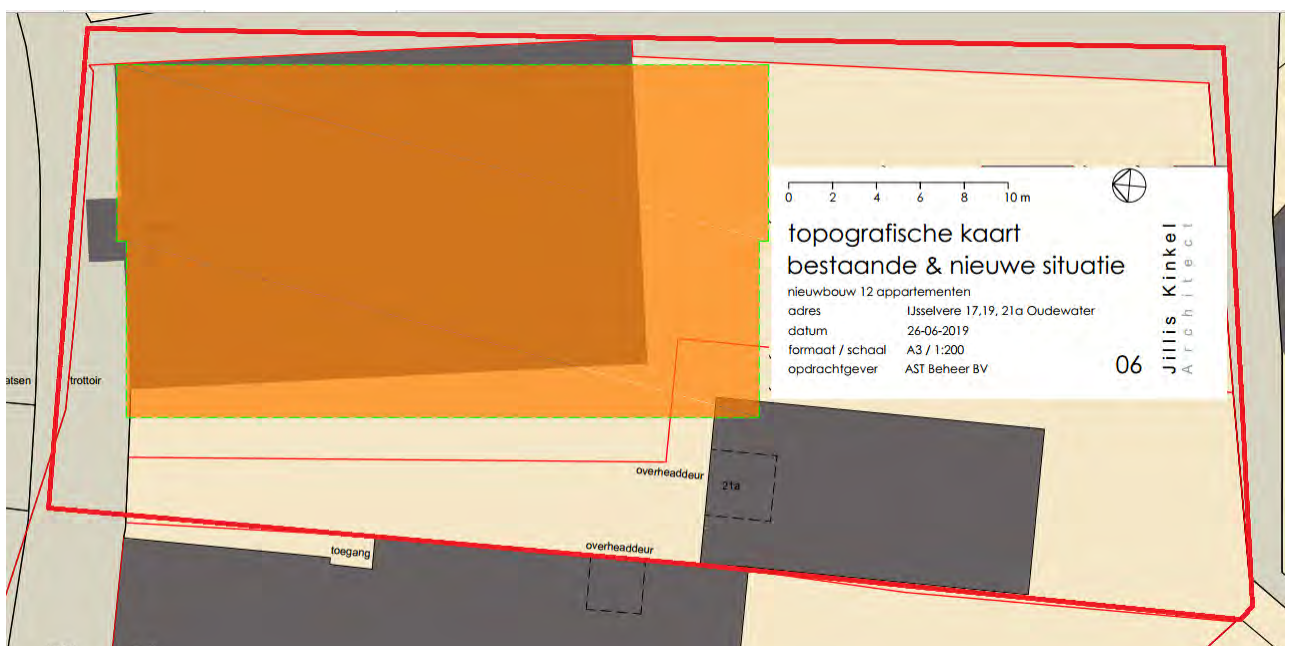 0 2 4 6 8 10 m
topografische kaart
bestaande & nieuwe situatie
nieuwbouw 12 appartementen
adres IJsselvere 17,19, 21a Oudewater
datum 26-06-2019
formaat / schaal A3 / 1:200
opdrachtgever AST Beheer BV
06
Jillis Kinkel
Architect
atsen
trottoir
overheaddeur
21a
toegang
overheaddeur